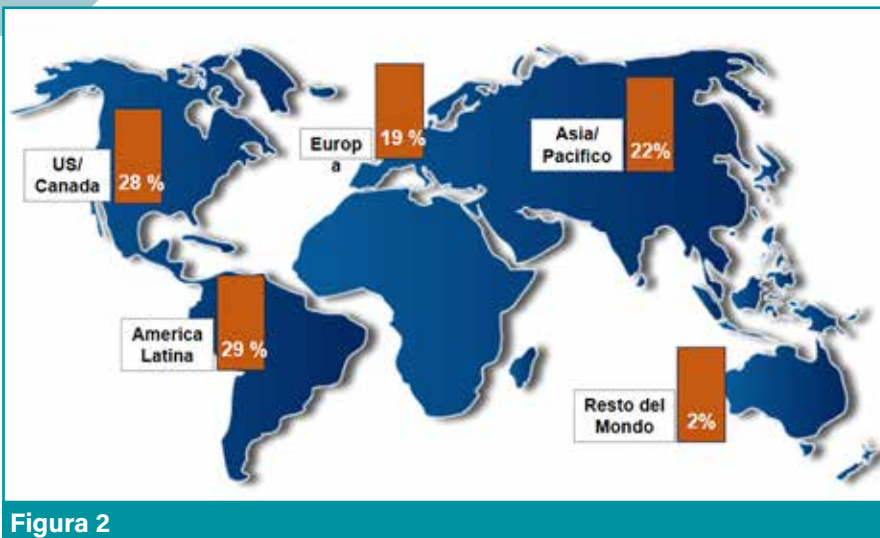 US/
Canada
28 %
Europ
a
19 %
Asia/
Pacifico
22%
America
Latina
29 %
Resto del
Mondo
2%
Figura 2